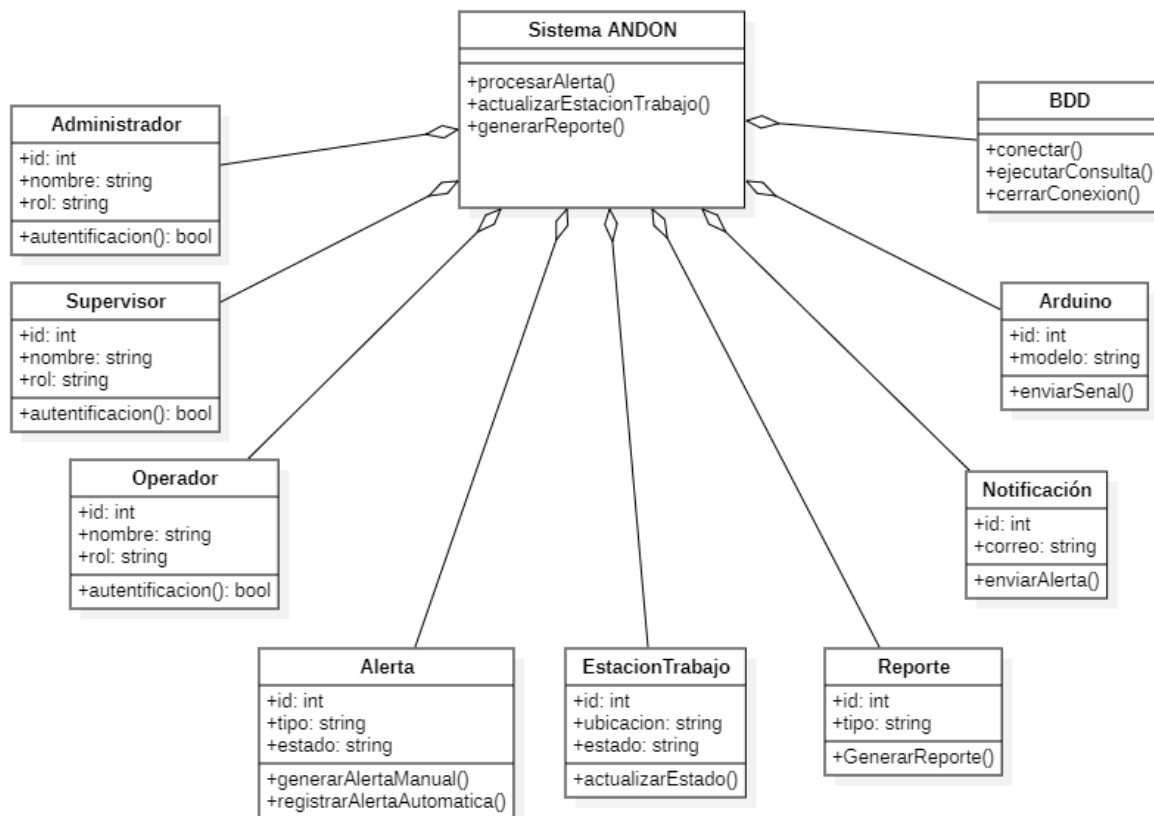 Sistema ANDON
+procesarAlerta()
+actualizarEstacionTrabajo()
+generarReporte()
Administrador
+id: int
+nombre: string
+rol: string
+autentificacion(): bool
BDD
+conectar()
+ejecutarConsulta()
+cerrarConexion()
Supervisor
+id: int
+nombre: string
+rol: string
+autentificacion(): bool
Arduino
+id: int
+modelo: string
+enviarSenal()
Operador
+id: int
+nombre: string
+rol: string
+autentificacion(): bool
Notificación
+id: int
+correo: string
+enviarAlerta()
Alerta
+id: int
+tipo: string
+estado: string
+generarAlertaManual()
+registrarAlertaAutomatica()
EstacionTrabajo
+id: int
+ubicacion: string
+estado: string
+actualizarEstado()
Reporte
+id: int
+tipo: string
+GenerarReporte()